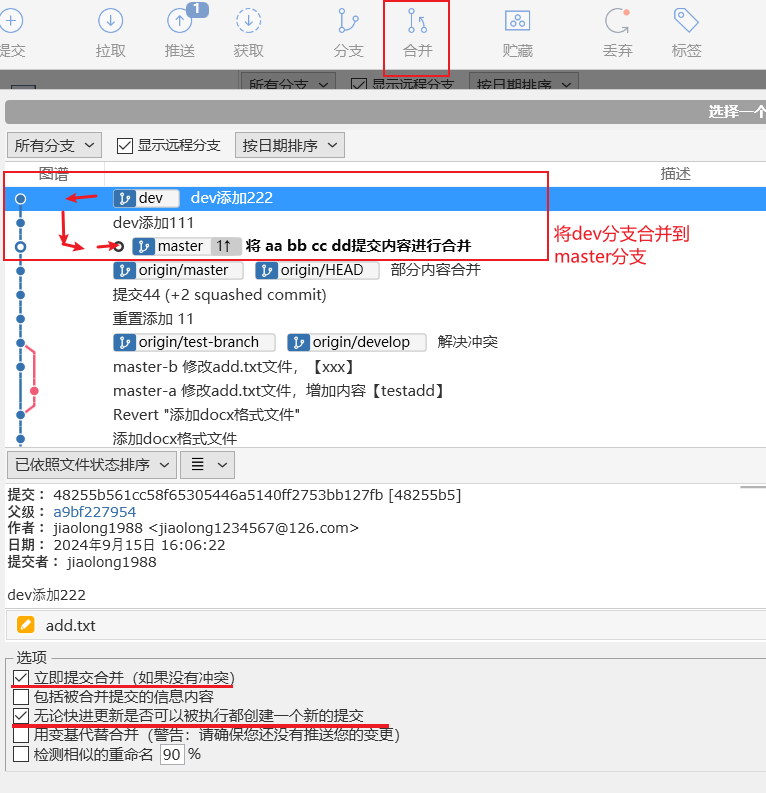 1
提交 拉取 推送 获取 分支 合并 贮藏 丢弃 标签
所有分支 显示远程分支 按日期排序
选择一个
所有分支 显示远程分支 按日期排序
图谱 描述
dev dev添加222
dev添加111
master 1↑ 将 aa bb cc dd提交内容进行合并
将dev分支合并到
master分支
origin/master origin/HEAD 部分内容合并
提交44 (+2 squashed commit)
重置添加 11
origin/test-branch origin/develop 解决冲突
master-b 修改add.txt文件，【xxx】
master-a 修改add.txt文件，增加内容【testadd】
Revert "添加docx格式文件"
添加docx格式文件
已依照文件状态排序
提交： 48255b561cc58f65305446a5140ff2753bb127fb [48255b5]
父级： a9bf227954
作者： jiaolong1988 <jiaolong1234567@126.com>
日期： 2024年9月15日 16:06:22
提交者： jiaolong1988
dev添加222
add.txt
选项
立即提交合并（如果没有冲突）
包括被合并提交的信息内容
无论快进更新是否可以被执行都创建一个新的提交
用变基代替合并（警告：请确保您还没有推送您的变更）
检测相似的重命名 90 %